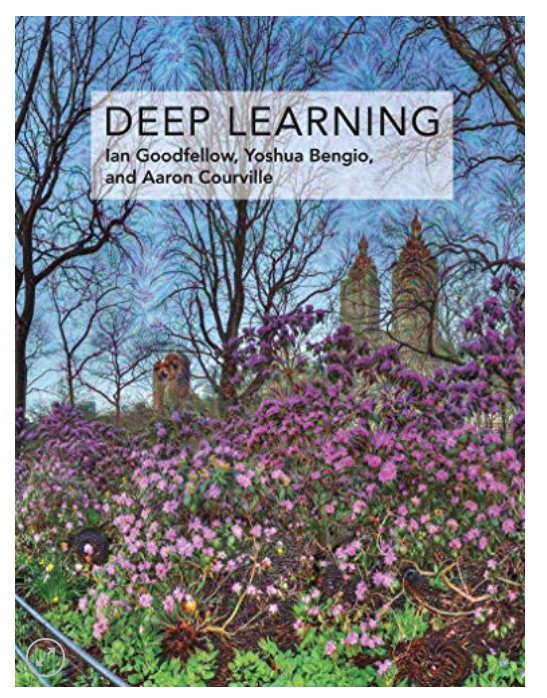 DEEP LEARNING
Ian Goodfellow, Yoshua Bengio,
and Aaron Courville